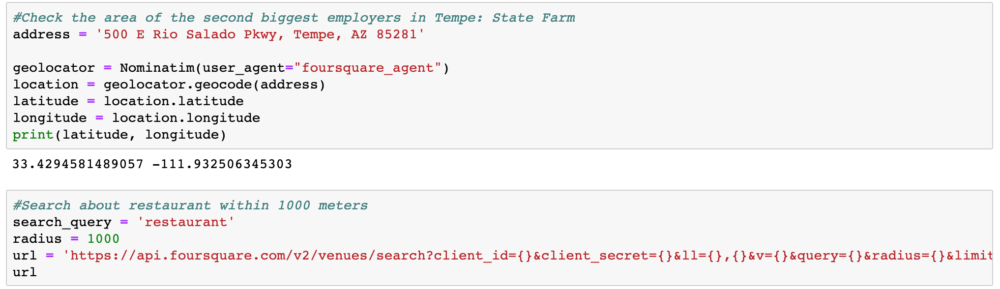 #Check the area of the second biggest employers in Tempe: State Farm
address = '500 E Rio Salado Pkwy, Tempe, AZ 85281'
geolocator = Nominatim(user_agent="foursquare_agent")
location = geolocator.geocode(address)
latitude = location.latitude
longitude = location.longitude
print(latitude, longitude)
33.4294581489057 -111.932506345303
#Search about restaurant within 1000 meters
search_query = 'restaurant'
radius = 1000
url = 'https://api.foursquare.com/v2/venues/search?client_id={}&client_secret={}&ll={},{}&v={}&query={}&radius={}&limit
url